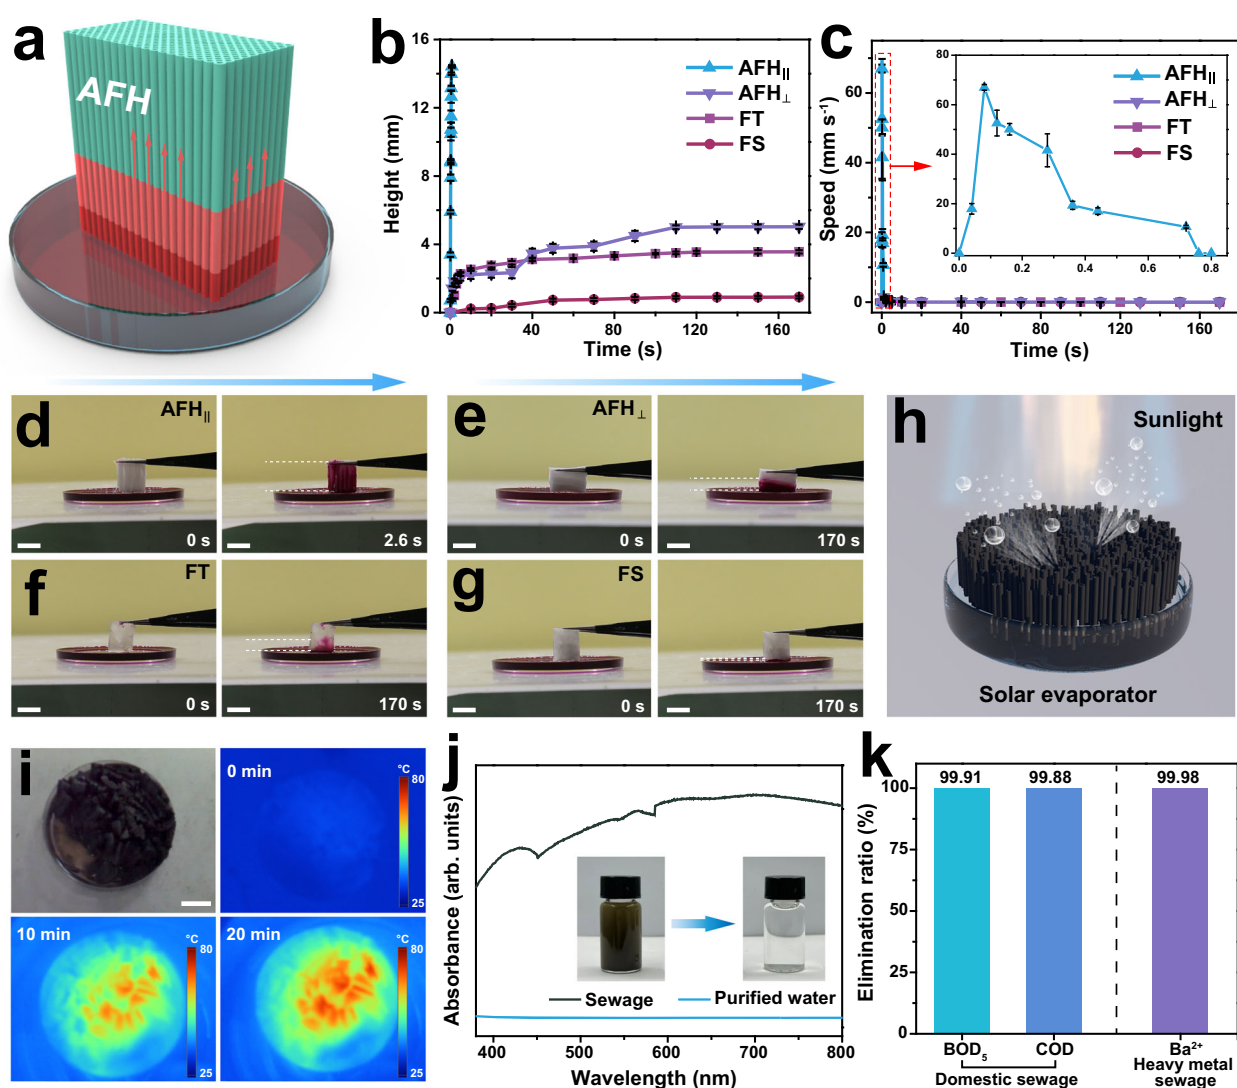 a
AFH
b
16
12
8
4
0
Height (mm)
AFH||
AFH⊥
FT
FS
0
40
80
120
160
Time (s)
c
60
40
20
0
Speed (mm s⁻¹)
80
60
40
20
0
0.0
0.2
0.4
0.6
0.8
AFH||
AFH⊥
FT
FS
0
40
80
120
160
Time (s)
d
AFH||
0 s
2.6 s
e
AFH⊥
0 s
170 s
f
FT
0 s
170 s
g
FS
0 s
170 s
h
Sunlight
Solar evaporator
i
0 min
°C
80
25
10 min
°C
80
25
20 min
°C
80
25
j
Absorbance (arb. units)
Sewage
Purified water
400
500
600
700
800
Wavelength (nm)
k
Elimination ratio (%)
100
75
50
25
0
99.91
99.88
99.98
BOD₅
COD
Ba²⁺
Domestic sewage
Heavy metal
sewage